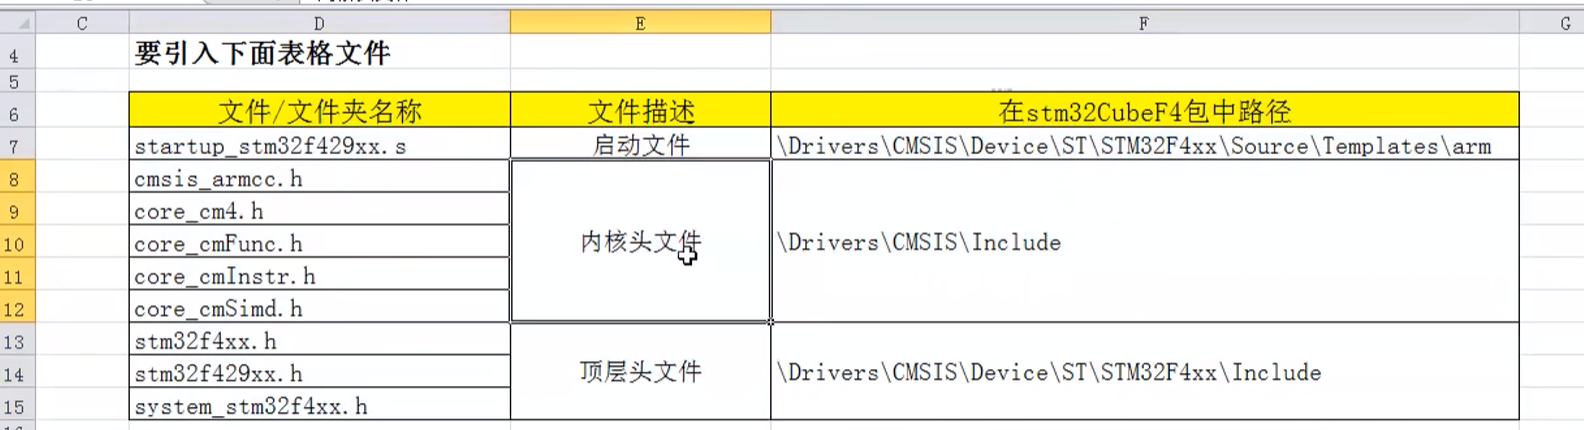 C D E F G
4 要引入下面表格文件
5
6 文件/文件夹名称 文件描述 在stm32CubeF4包中路径
7 startup_stm32f429xx.s 启动文件 \Drivers\CMSIS\Device\ST\STM32F4xx\Source\Templates\arm
8 cmsis_armcc.h
9 core_cm4.h
10 core_cmFunc.h 内核头文件 \Drivers\CMSIS\Include
11 core_cmInstr.h
12 core_cmSimd.h
13 stm32f4xx.h
14 stm32f429xx.h 顶层头文件 \Drivers\CMSIS\Device\ST\STM32F4xx\Include
15 system_stm32f4xx.h